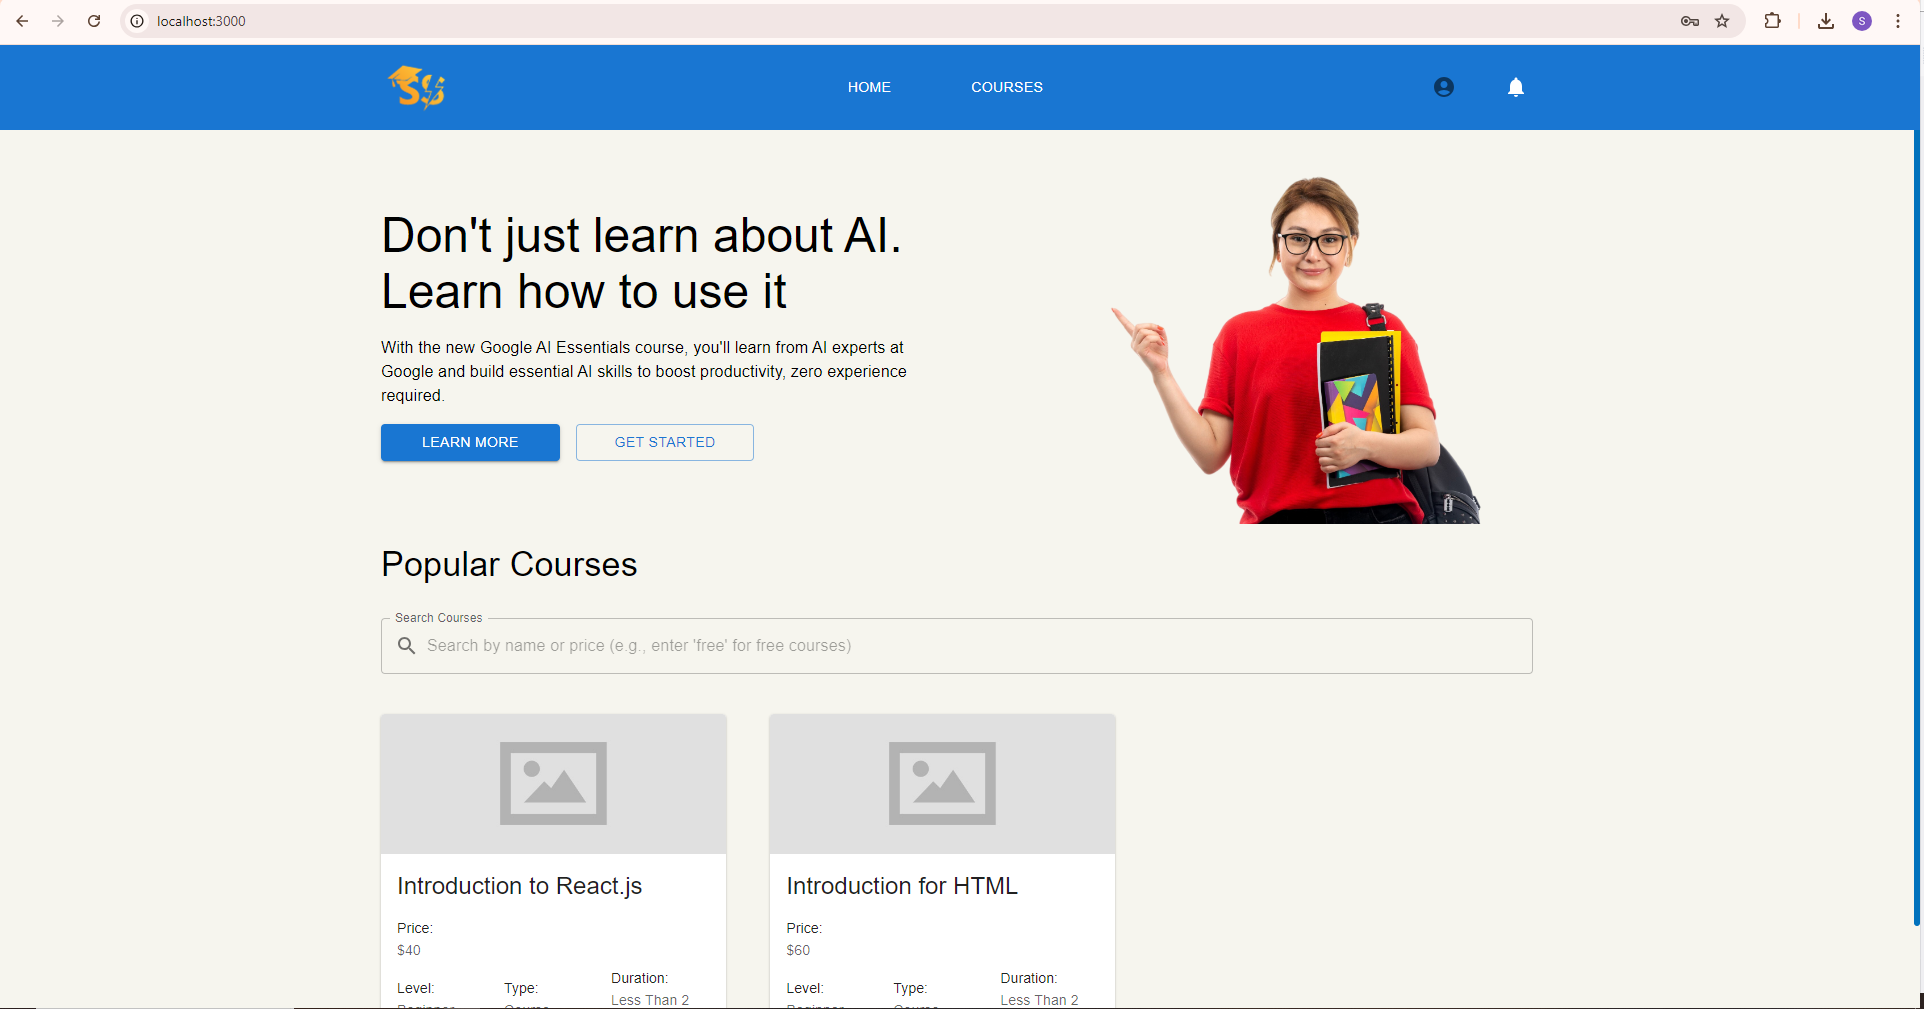 localhost:3000
S
HOME
COURSES
Don't just learn about AI.
Learn how to use it
With the new Google AI Essentials course, you'll learn from AI experts at
Google and build essential AI skills to boost productivity, zero experience
required.
LEARN MORE
GET STARTED
Popular Courses
Search Courses
Search by name or price (e.g., enter 'free' for free courses)
Introduction to React.js
Price:
$40
Level:
Type:
Duration:
Less Than 2
Introduction for HTML
Price:
$60
Level:
Type:
Duration:
Less Than 2